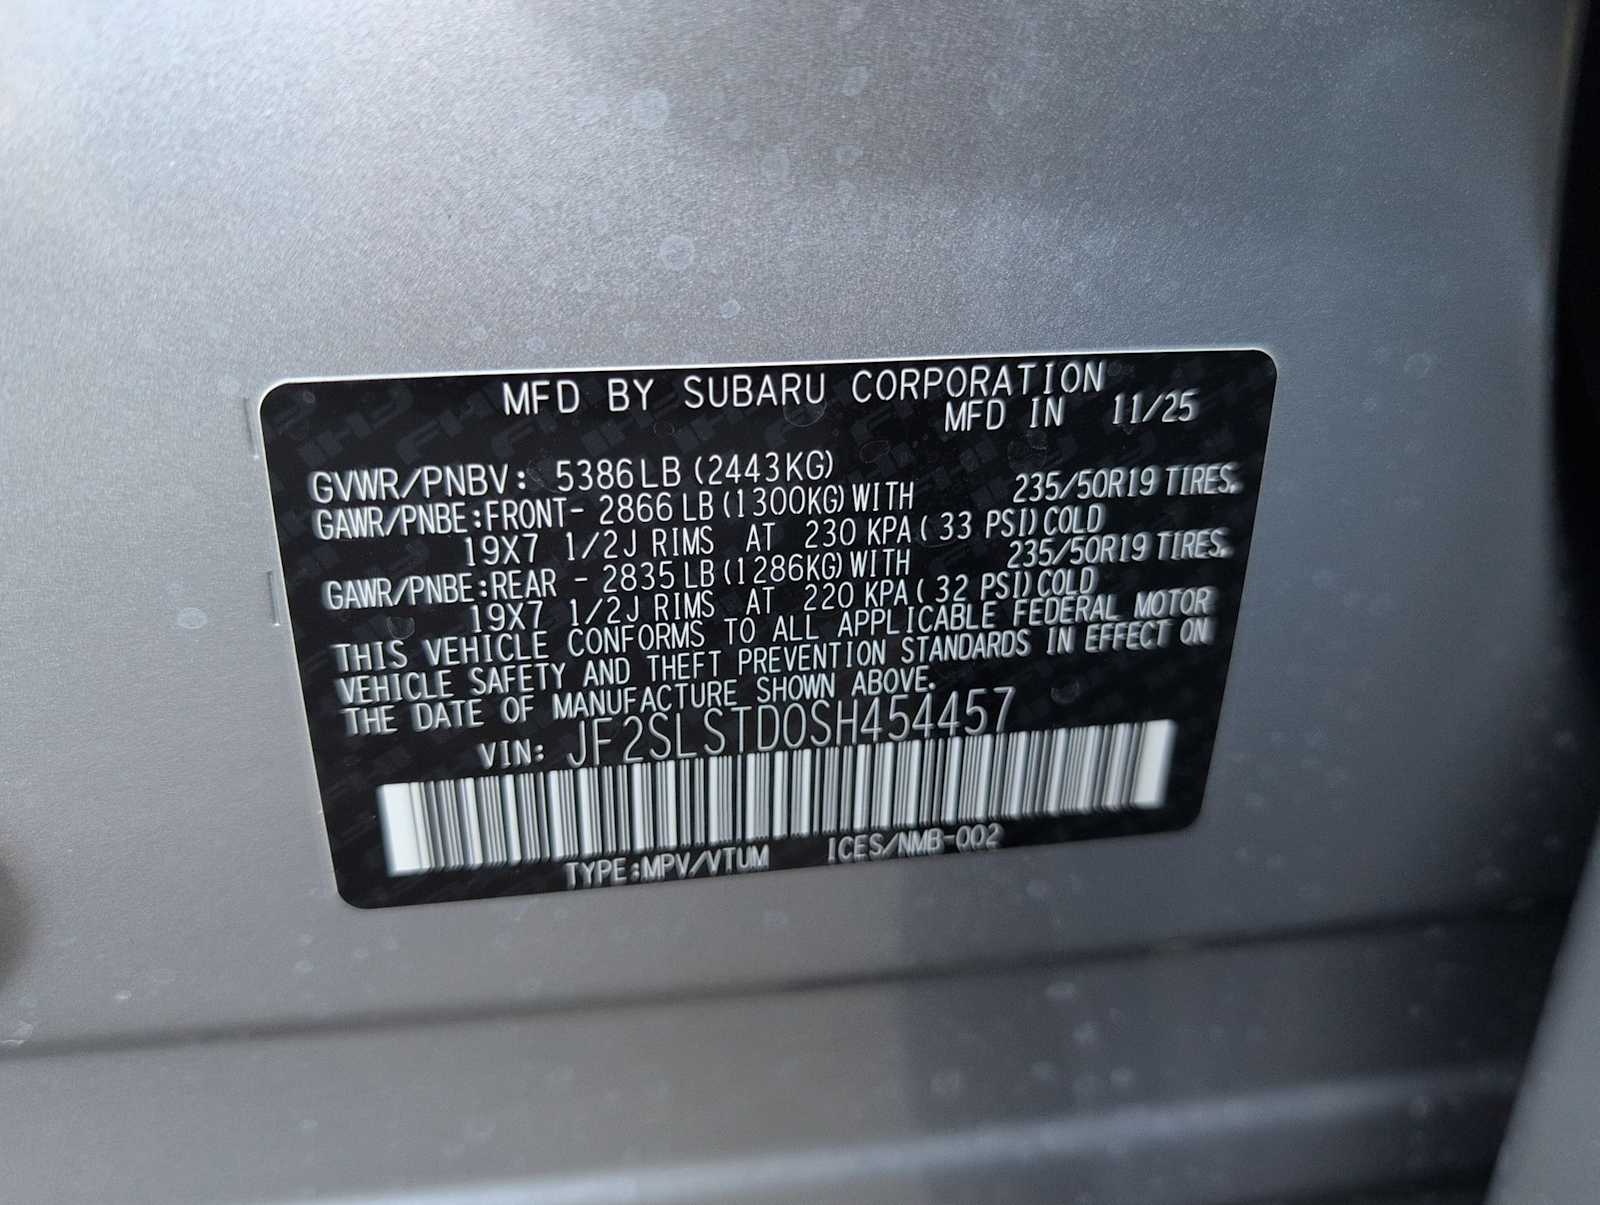 MFD BY SUBARU CORPORATION
MFD IN 11/25
GVWR/PNBV: 5386LB (2443KG)
GAWR/PNBE:FRONT- 2866LB (1300KG) WITH 235/50R19 TIRES,
19X7 1/2J RIMS AT 230 KPA( 33 PSI) COLD
GAWR/PNBE:REAR - 2835LB (1286KG) WITH 235/50R19 TIRES,
19X7 1/2J RIMS AT 220 KPA( 32 PSI) COLD
THIS VEHICLE CONFORMS TO ALL APPLICABLE FEDERAL MOTOR
VEHICLE SAFETY AND THEFT PREVENTION STANDARDS IN EFFECT ON
THE DATE OF MANUFACTURE SHOWN ABOVE.
VIN: JF2SLSTD0SH454457
TYPE:MPV/VTUM ICES/NMB-002